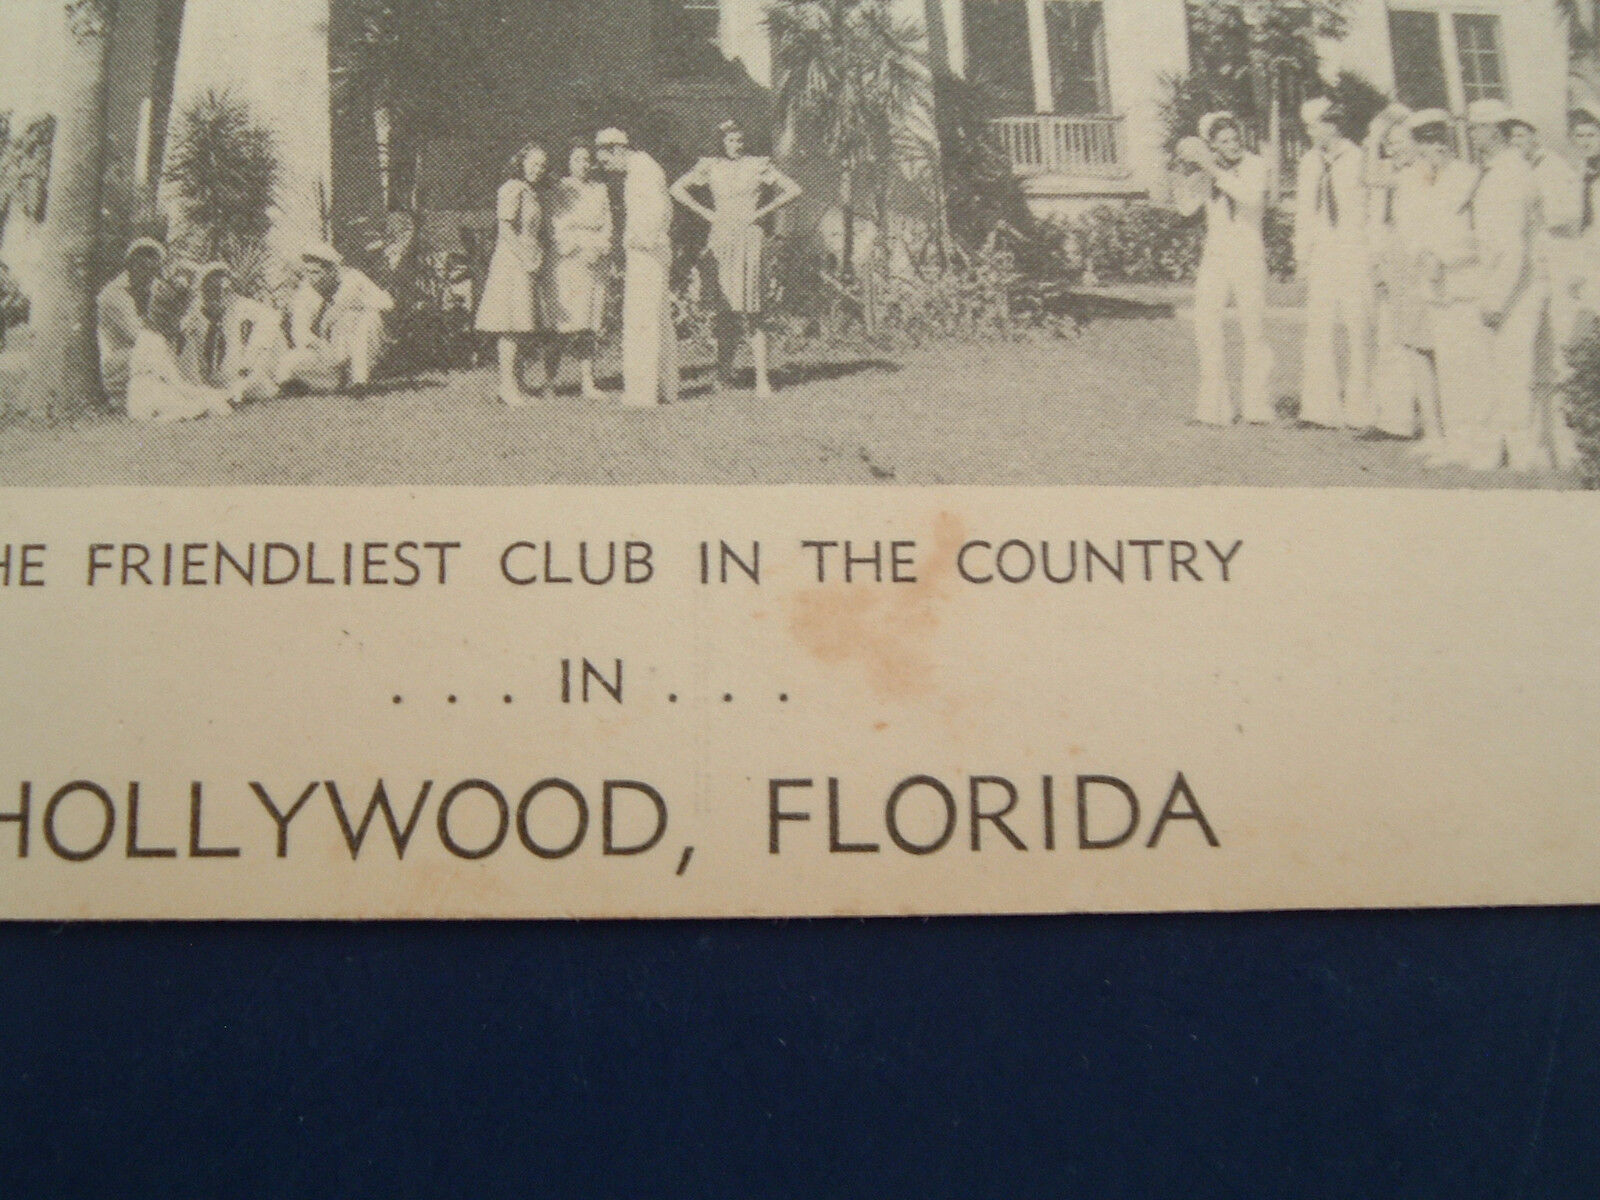 HE FRIENDLIEST CLUB IN THE COUNTRY
. . . IN . . .
HOLLYWOOD, FLORIDA